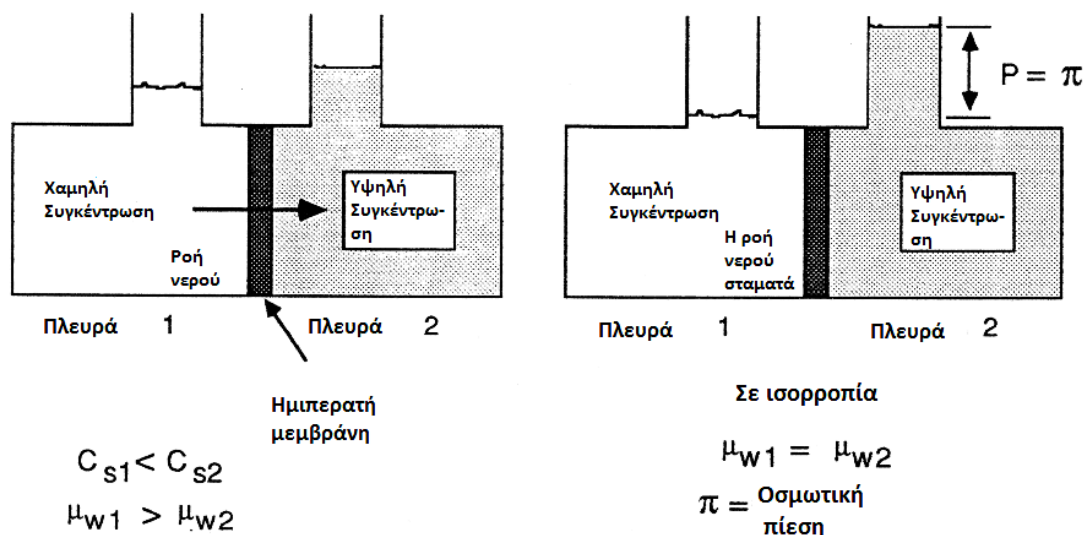 Χαμηλή
Συγκέντρωση
Υψηλή
Συγκέντρω-
ση
Ροή
νερού
Πλευρά 1
Πλευρά 2
Ημιπερατή
μεμβράνη
C s1 < C s2
μ w1 > μ w2
P = π
Χαμηλή
Συγκέντρωση
Υψηλή
Συγκέντρω-
ση
Η ροή
νερού
σταματά
Πλευρά 1
Πλευρά 2
Σε ισορροπία
μ w1 = μ w2
π = Οσμωτική
πίεση